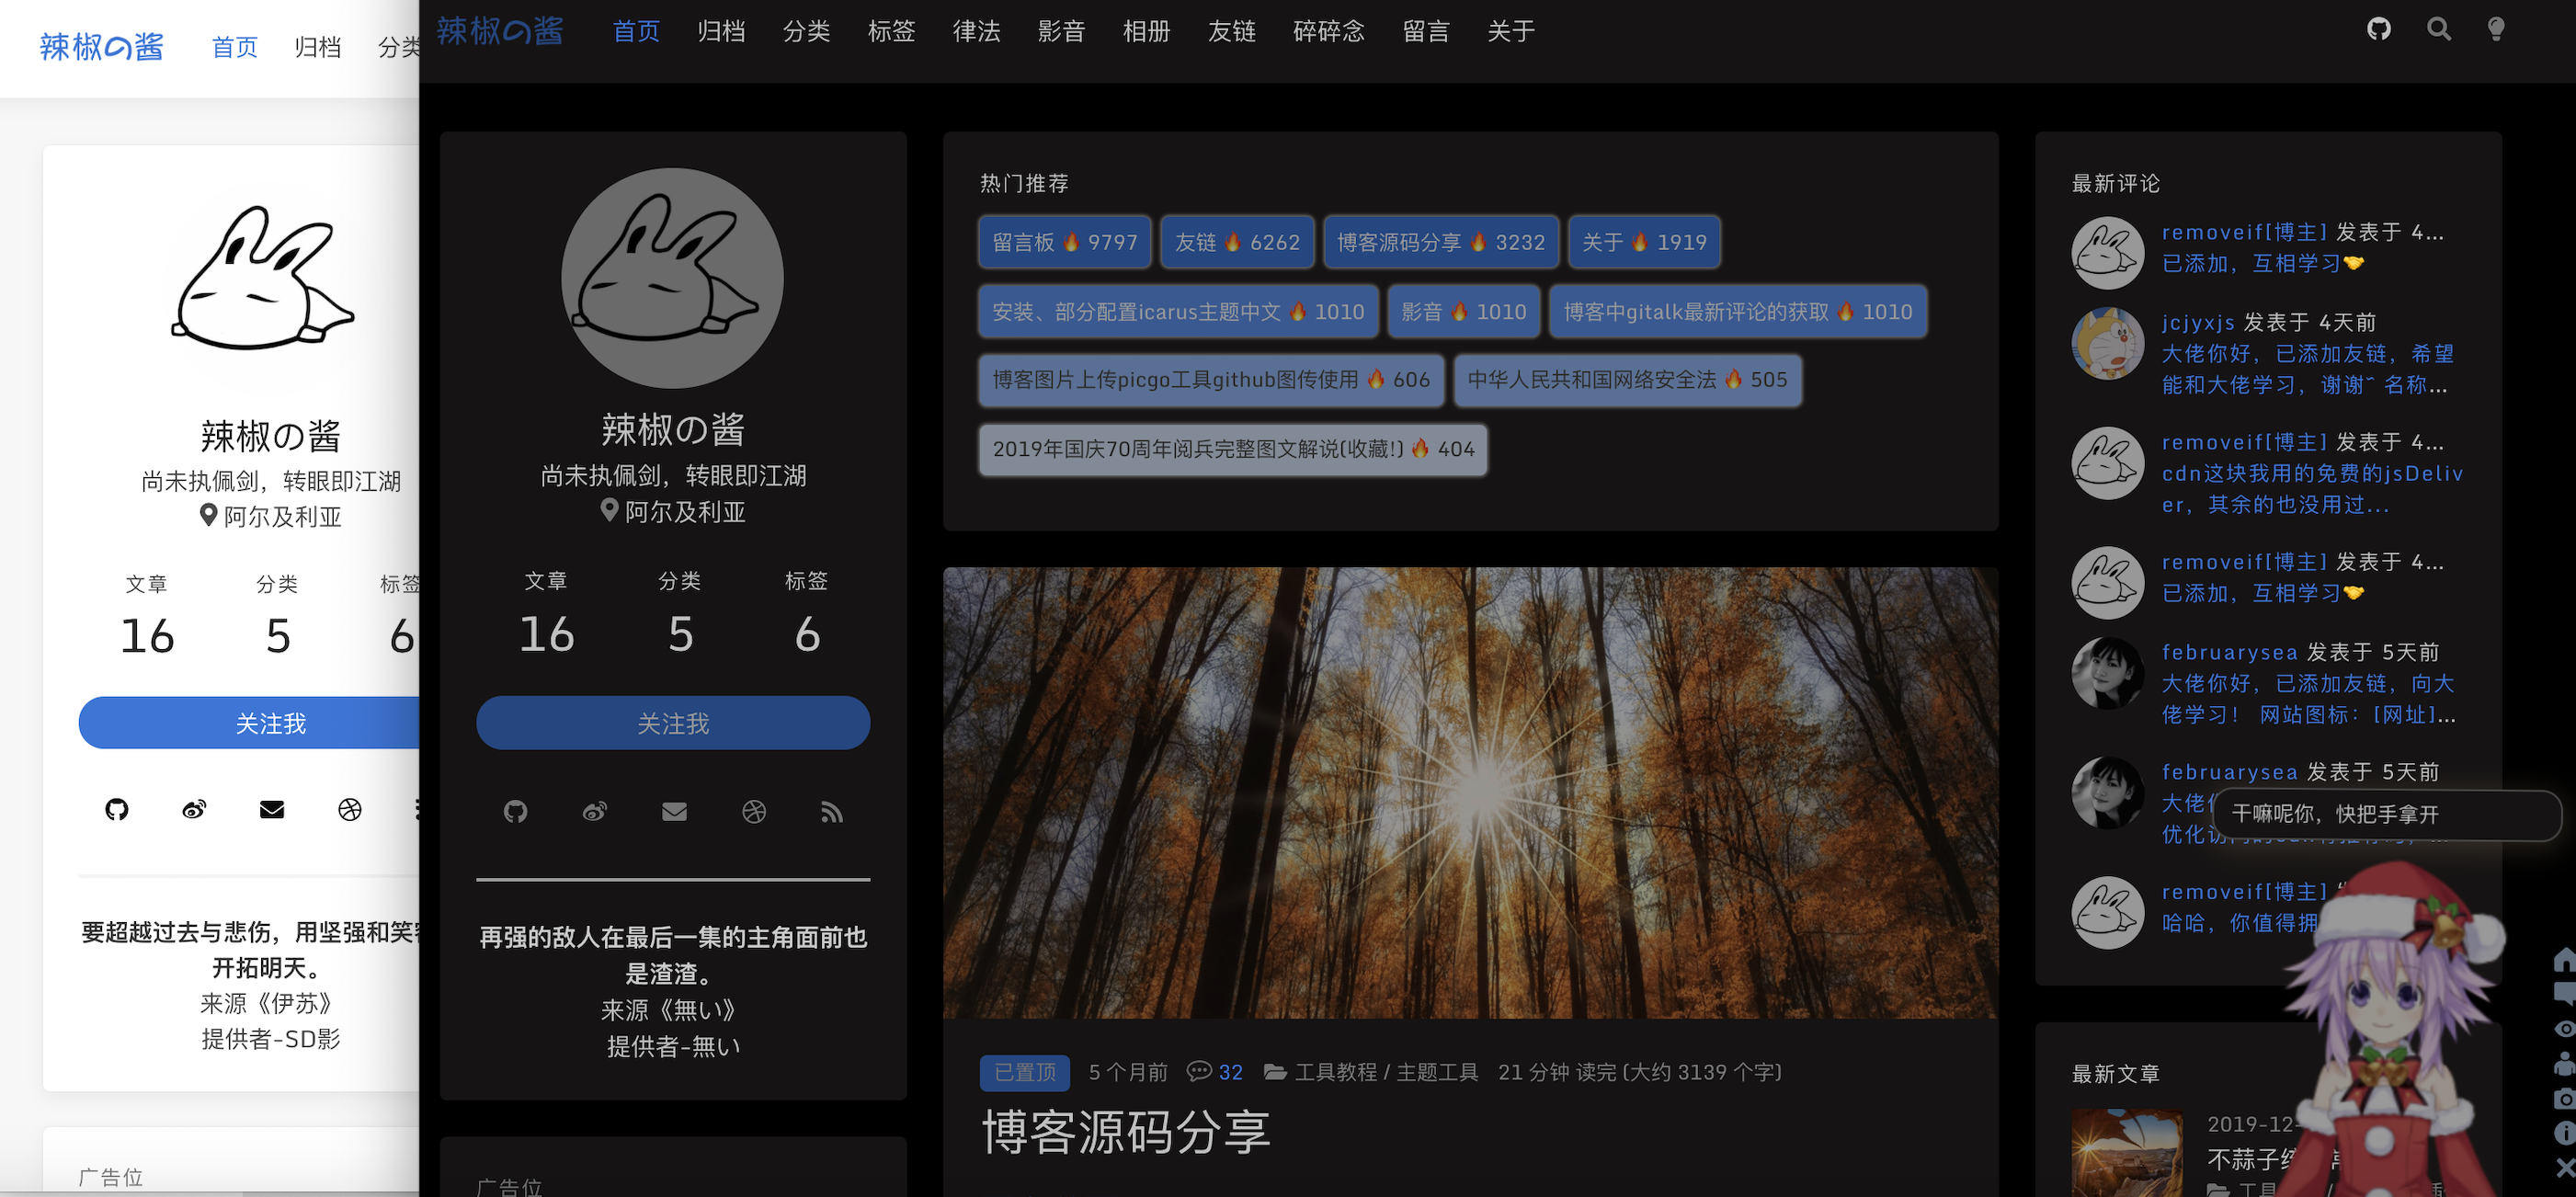 辣椒の酱 首页 归档 分类
辣椒の酱
尚未执佩剑，转眼即江湖
阿尔及利亚
文章 分类 标签
16 5 6
关注我
要超越过去与悲伤，用坚强和笑
开拓明天。
来源《伊苏》
提供者-SD影
广告位
辣椒の酱 首页 归档 分类 标签 律法 影音 相册 友链 碎碎念 留言 关于
辣椒の酱
尚未执佩剑，转眼即江湖
阿尔及利亚
文章 分类 标签
16 5 6
关注我
再强的敌人在最后一集的主角面前也
是渣渣。
来源《無い》
提供者-無い
广告位
热门推荐
留言板 🔥 9797 友链 🔥 6262 博客源码分享 🔥 3232 关于 🔥 1919
安装、部分配置icarus主题中文 🔥 1010 影音 🔥 1010 博客中gitalk最新评论的获取 🔥 1010
博客图片上传picgo工具github图传使用 🔥 606 中华人民共和国网络安全法 🔥 505
2019年国庆70周年阅兵完整图文解说(收藏!) 🔥 404
已置顶 5 个月前 32 工具教程 / 主题工具 21 分钟 读完 (大约 3139 个字)
博客源码分享
最新评论
removeif[博主] 发表于 4...
已添加，互相学习🤝
jcjyxjs 发表于 4天前
大佬你好，已添加友链，希望
能和大佬学习，谢谢~ 名称...
removeif[博主] 发表于 4...
cdn这块我用的免费的jsDeliv
er，其余的也没用过...
removeif[博主] 发表于 4...
已添加，互相学习🤝
februarysea 发表于 5天前
大佬你好，已添加友链，向大
佬学习！ 网站图标：[网址]...
februarysea 发表于 5天前
大佬
干嘛呢你，快把手拿开
优化访问的
removeif[博主]
哈哈，你值得拥
最新文章
2019-12-
不蒜子
工具